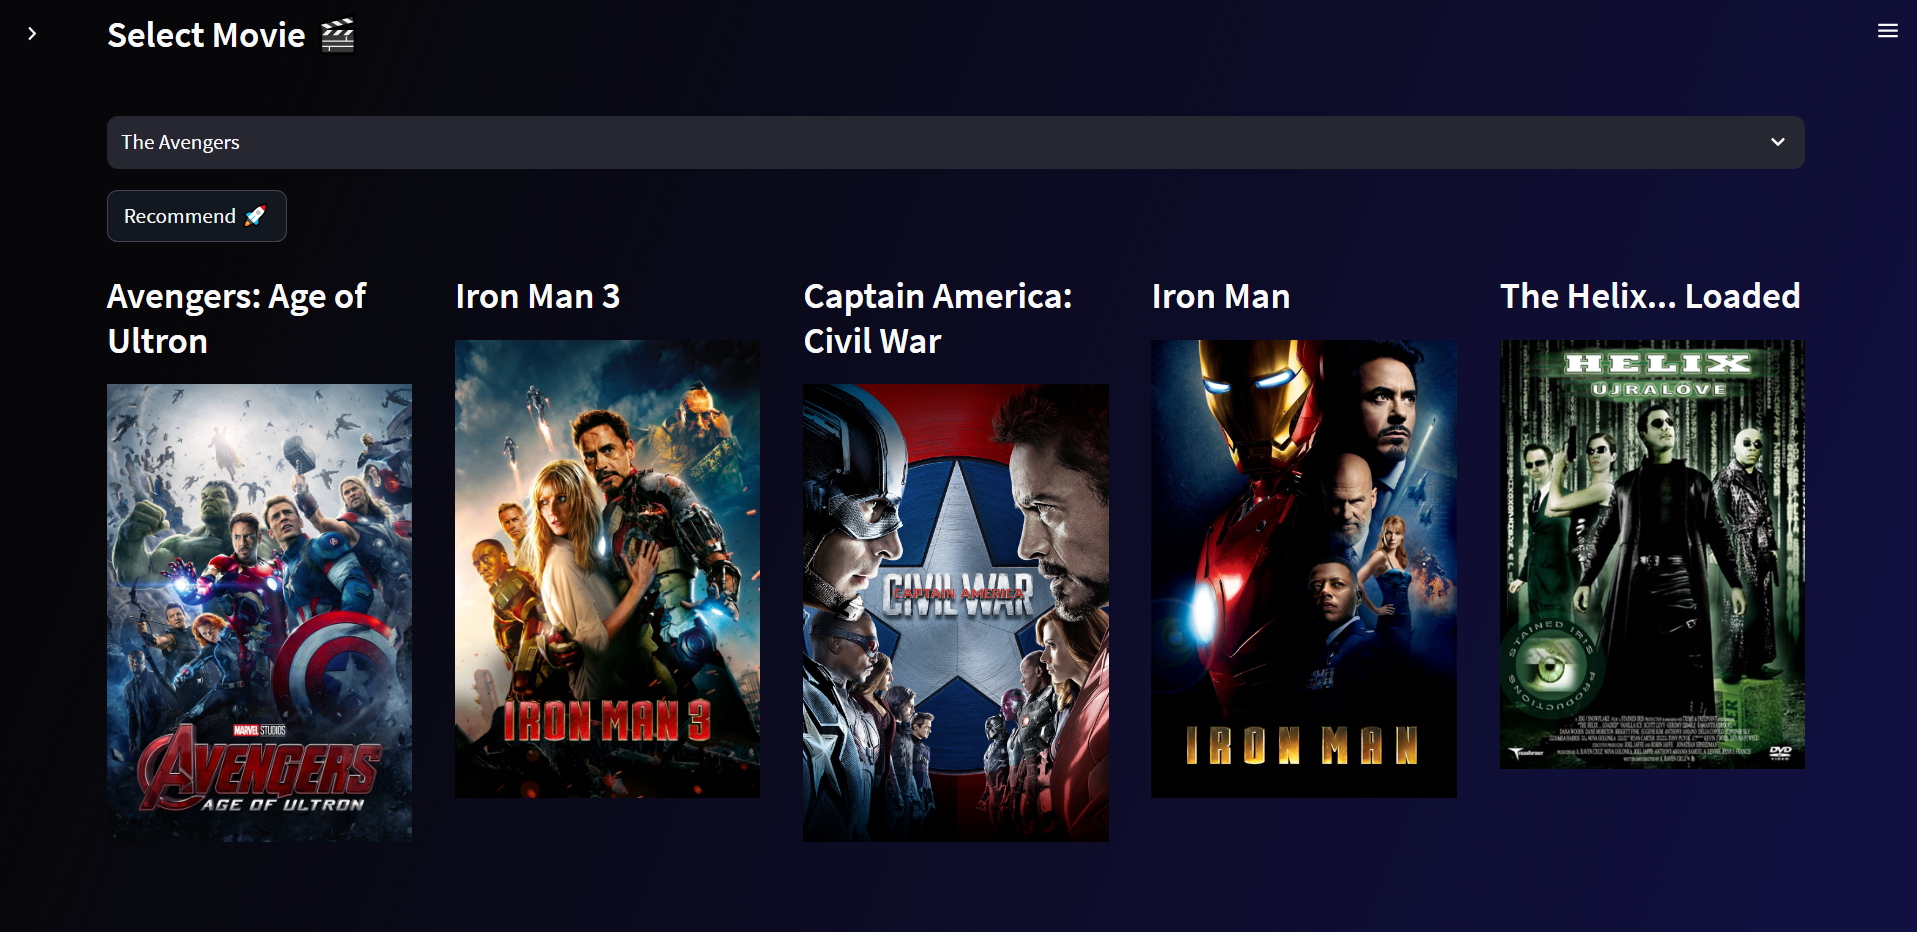 Select Movie
The Avengers
Recommend
Avengers: Age of
Ultron
Iron Man 3
Captain America:
Civil War
Iron Man
The Helix... Loaded
MARVEL STUDIOS
AVENGERS
AGE OF ULTRON
IRON MAN 3
CIVIL WAR
CAPTAIN AMERICA
IRON MAN
HELIX
ÚJRALŐVE
STAINED IRIS
PRODUCTIONS
DVD
VIDEO